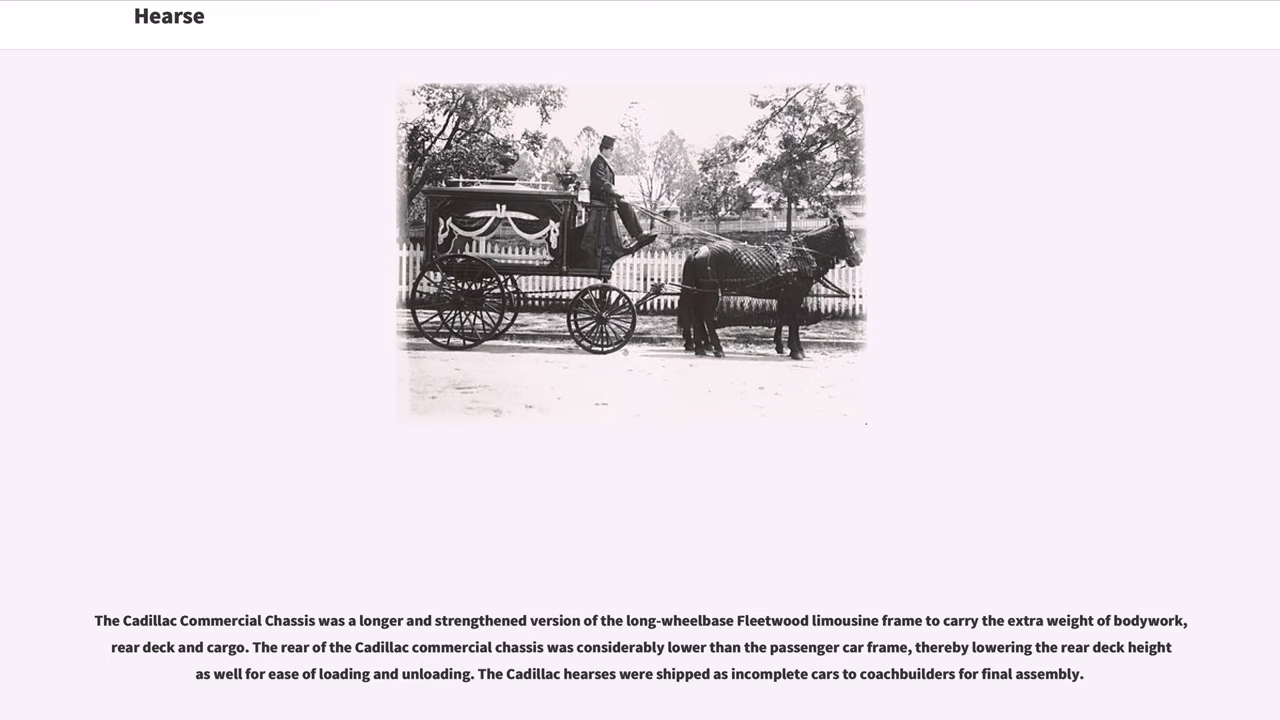 Hearse
The Cadillac Commercial Chassis was a longer and strengthened version of the long-wheelbase Fleetwood limousine frame to carry the extra weight of bodywork,
rear deck and cargo. The rear of the Cadillac commercial chassis was considerably lower than the passenger car frame, thereby lowering the rear deck height
as well for ease of loading and unloading. The Cadillac hearses were shipped as incomplete cars to coachbuilders for final assembly.